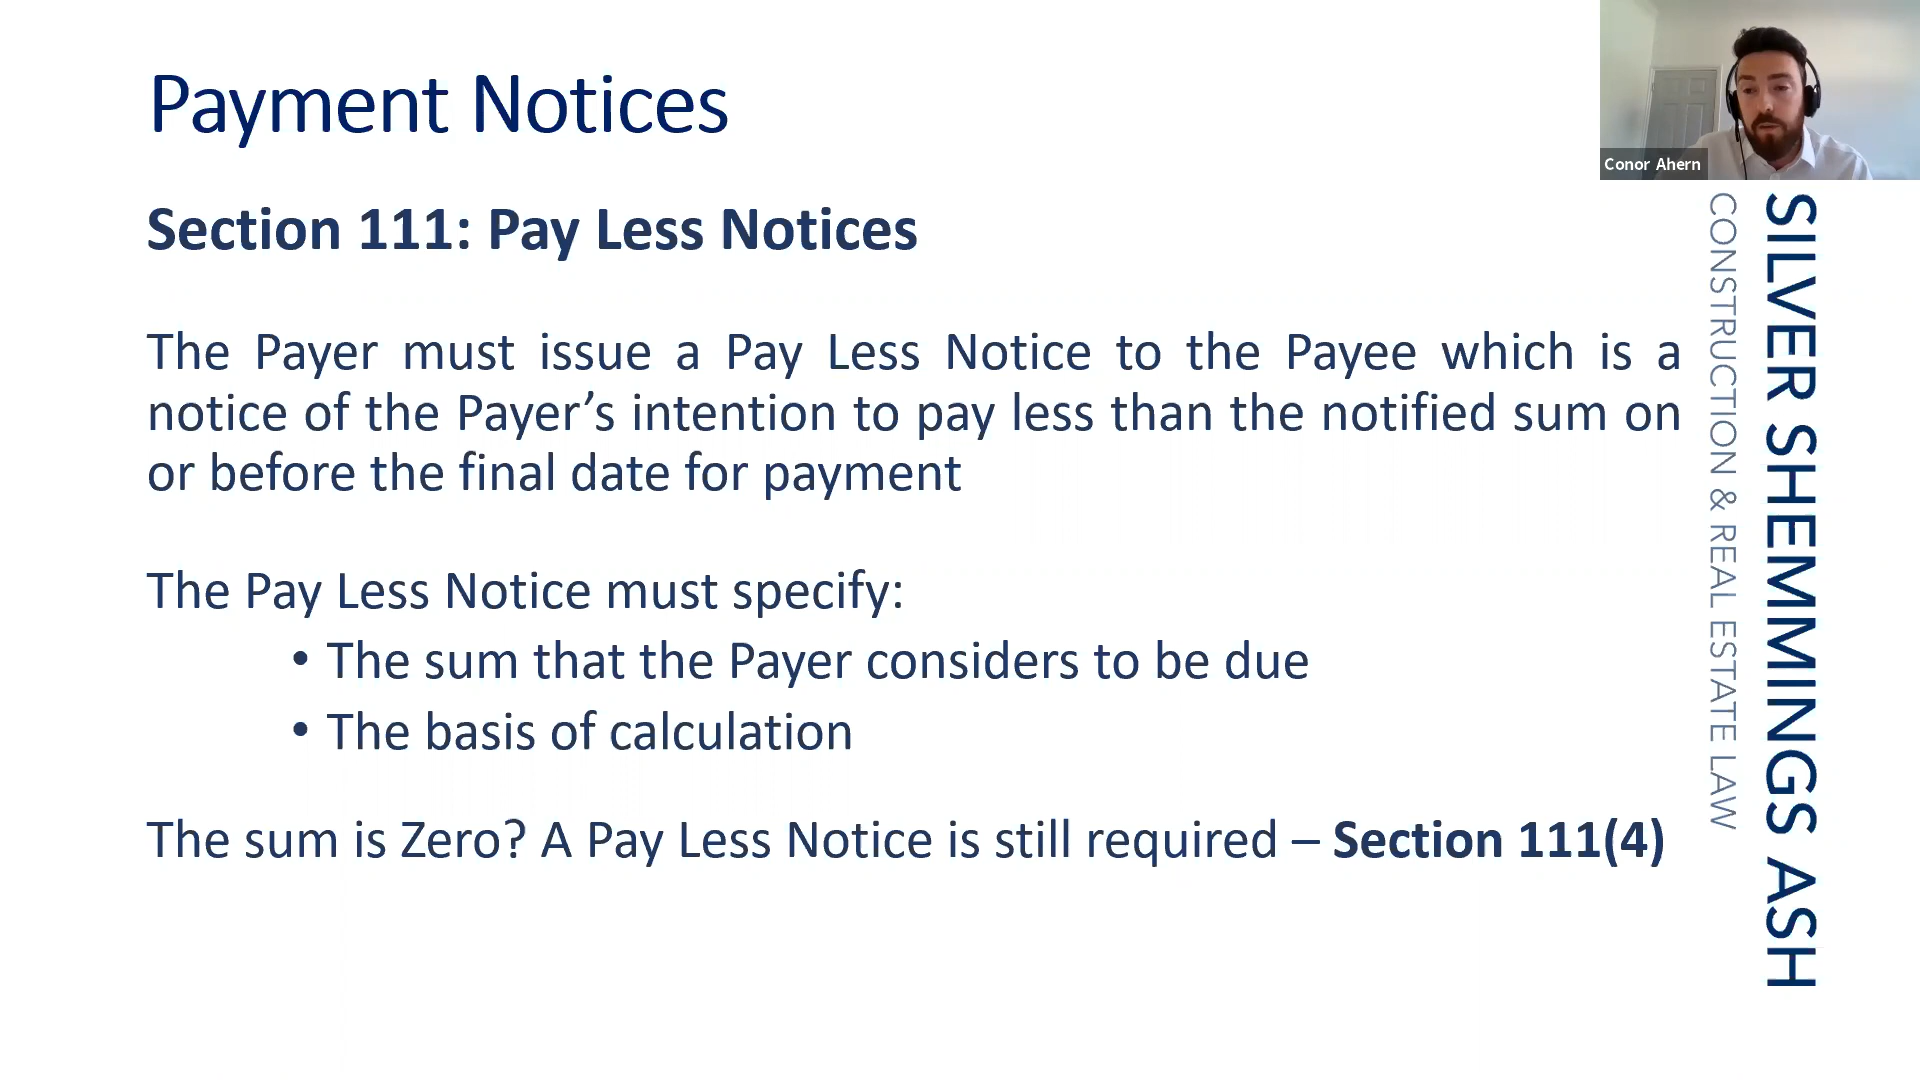 Payment Notices
Conor Ahern
Section 111: Pay Less Notices
The Payer must issue a Pay Less Notice to the Payee which is a
notice of the Payer’s intention to pay less than the notified sum on
or before the final date for payment
The Pay Less Notice must specify:
• The sum that the Payer considers to be due
• The basis of calculation
The sum is Zero? A Pay Less Notice is still required – Section 111(4)
SILVER SHEMMINGS ASH
CONSTRUCTION & REAL ESTATE LAW